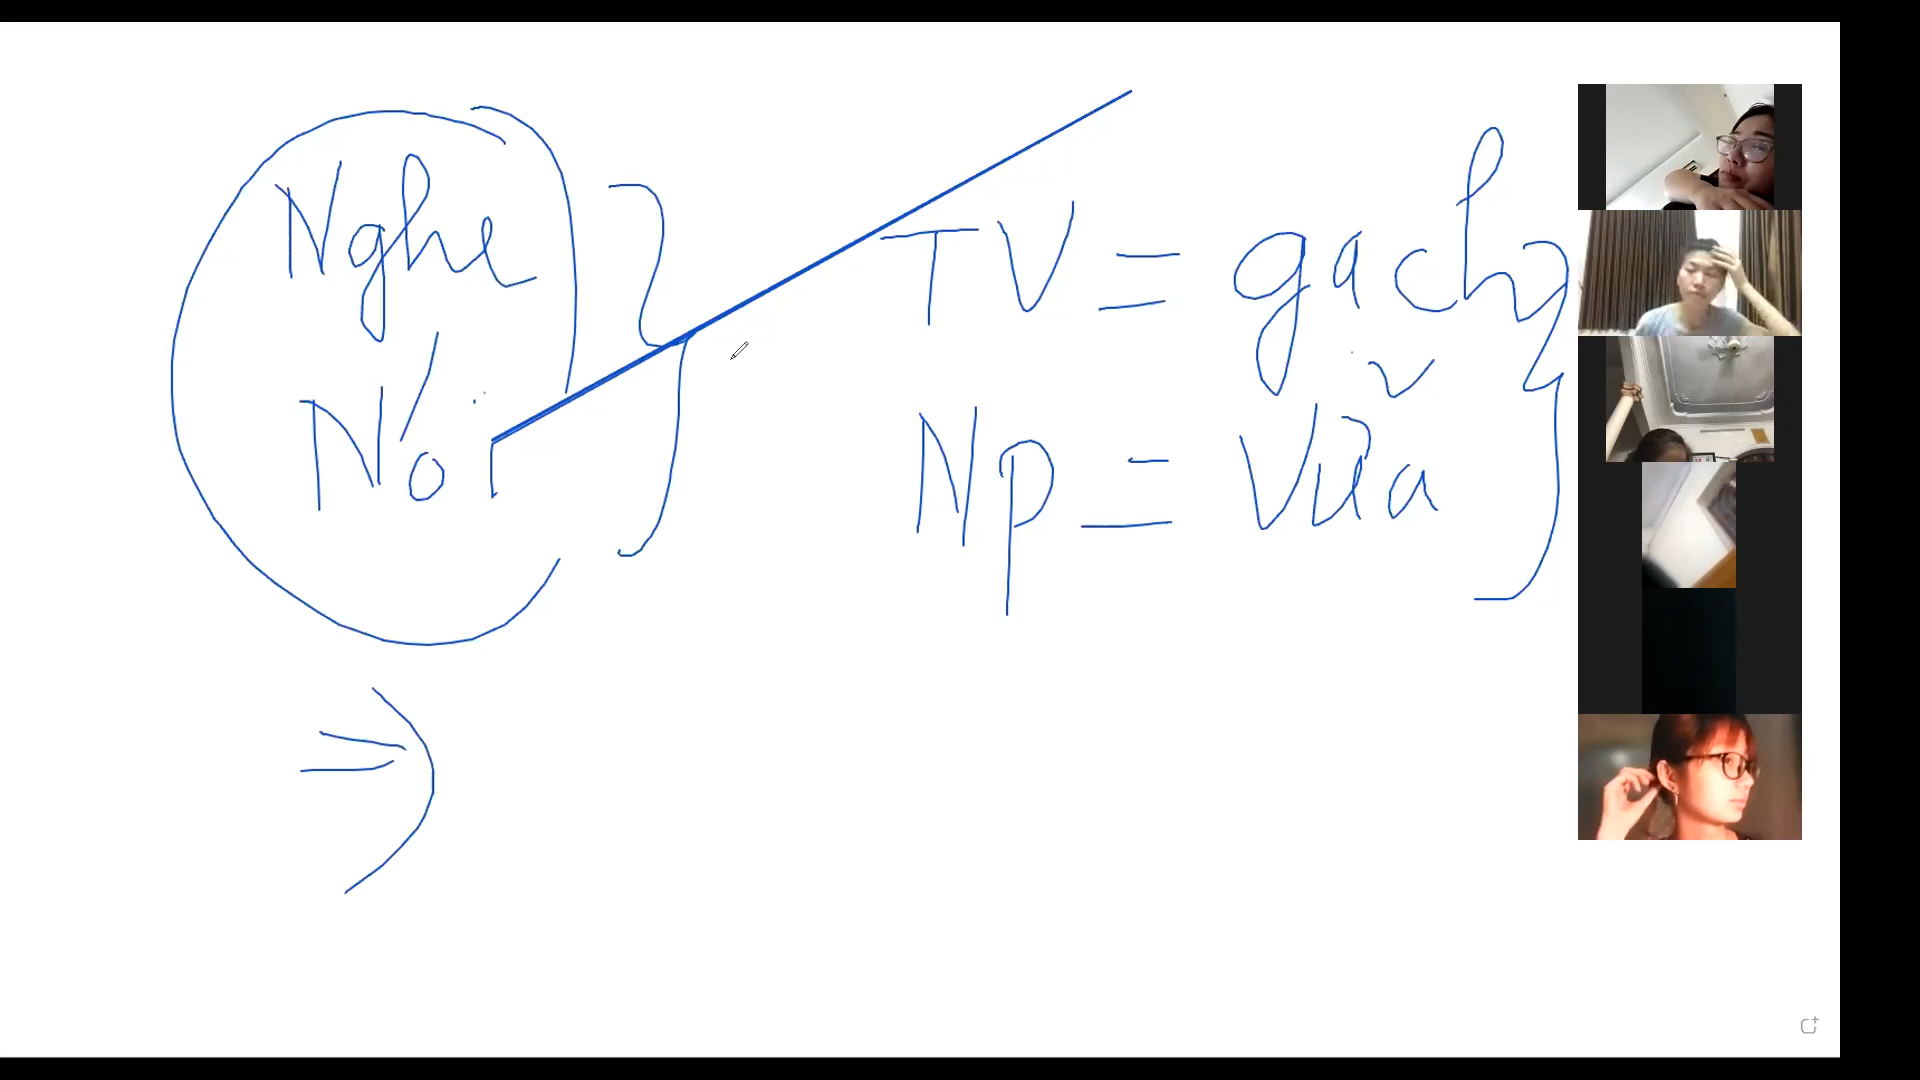 Nghe
TV = gạch
Nói
Np = Vữa